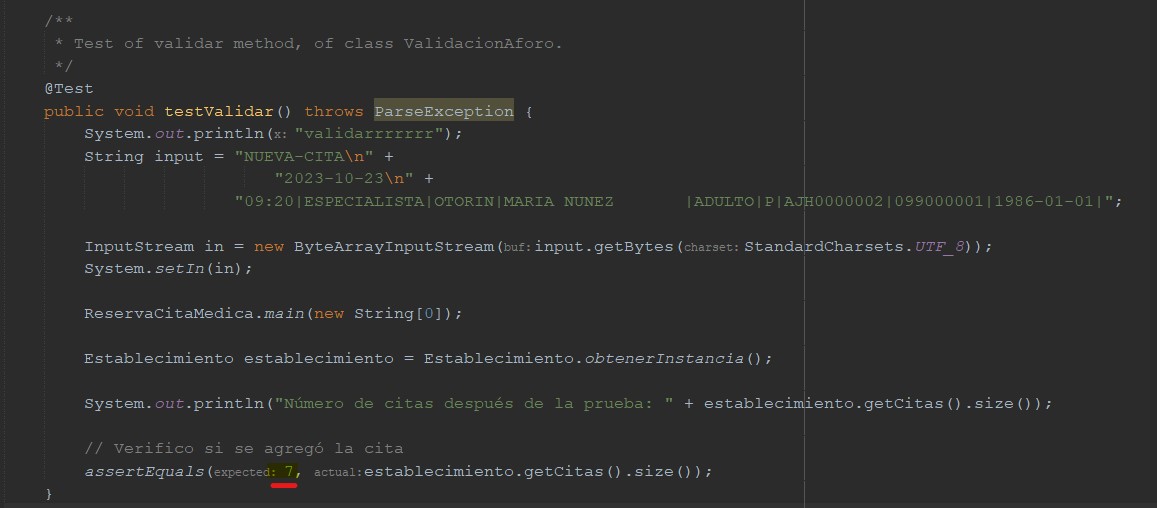 /**
 * Test of validar method, of class ValidacionAforo.
 */
@Test
public void testValidar() throws ParseException {
    System.out.println(x: "validarrrrrrr");
    String input = "NUEVA-CITA\n" +
                   "2023-10-23\n" +
               "09:20|ESPECIALISTA|OTORIN|MARIA NUNEZ       |ADULTO|P|AJH0000002|099000001|1986-01-01|";
    InputStream in = new ByteArrayInputStream(buf: input.getBytes(charset: StandardCharsets.UTF_8));
    System.setIn(in);
    ReservaCitaMedica.main(new String[0]);
    Establecimiento establecimiento = Establecimiento.obtenerInstancia();
    System.out.println("Número de citas después de la prueba: " + establecimiento.getCitas().size());
    // Verifico si se agregó la cita
    assertEquals(expected: 7, actual: establecimiento.getCitas().size());
}